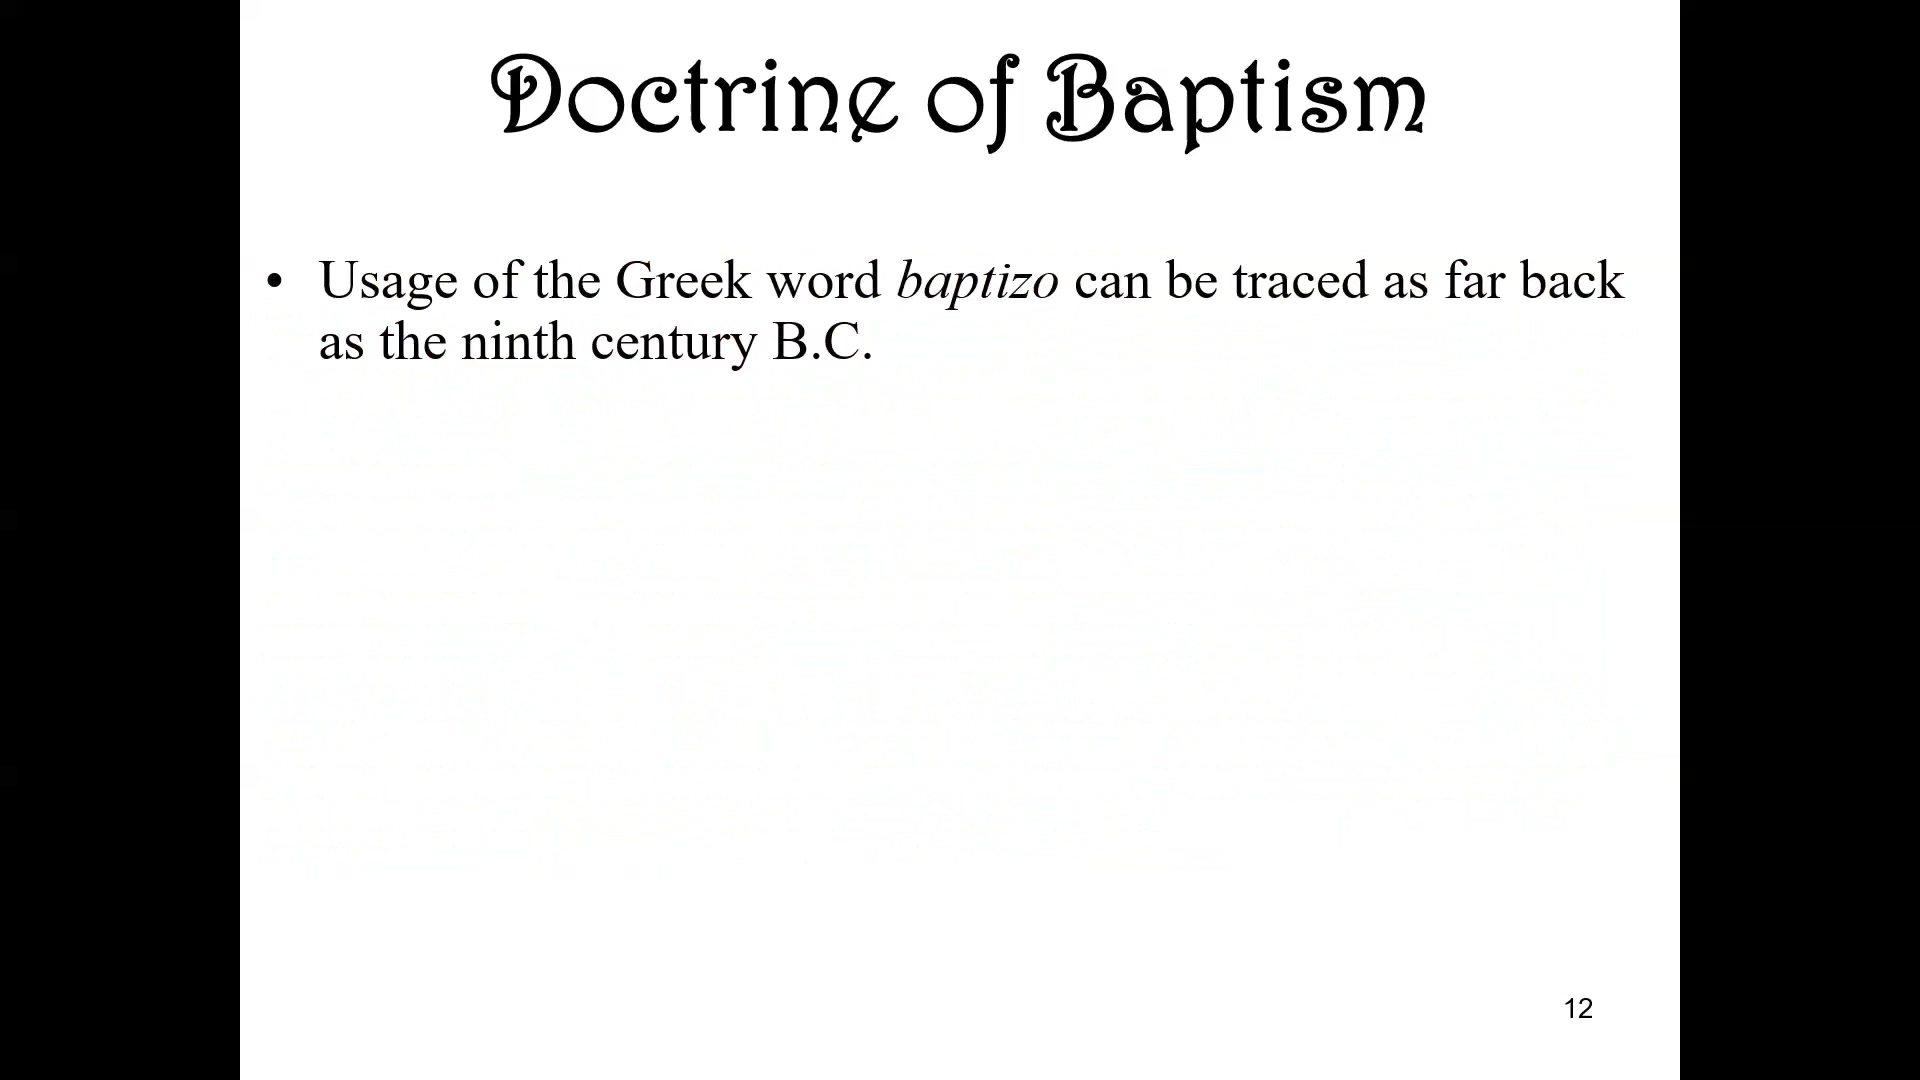 Doctrine of Baptism
• Usage of the Greek word baptizo can be traced as far back
as the ninth century B.C.
12